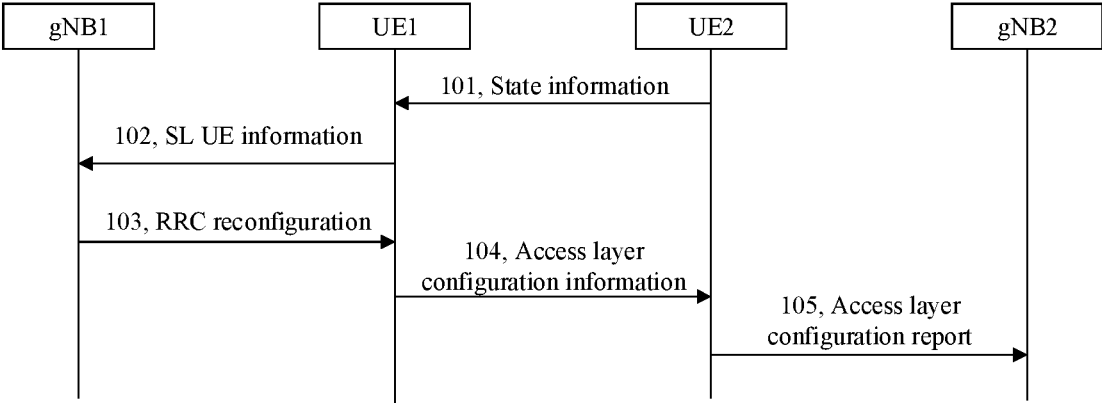 gNB1
UE1
UE2
gNB2
101, State information
102, SL UE information
103, RRC reconfiguration
104, Access layer
configuration information
105, Access layer
configuration report